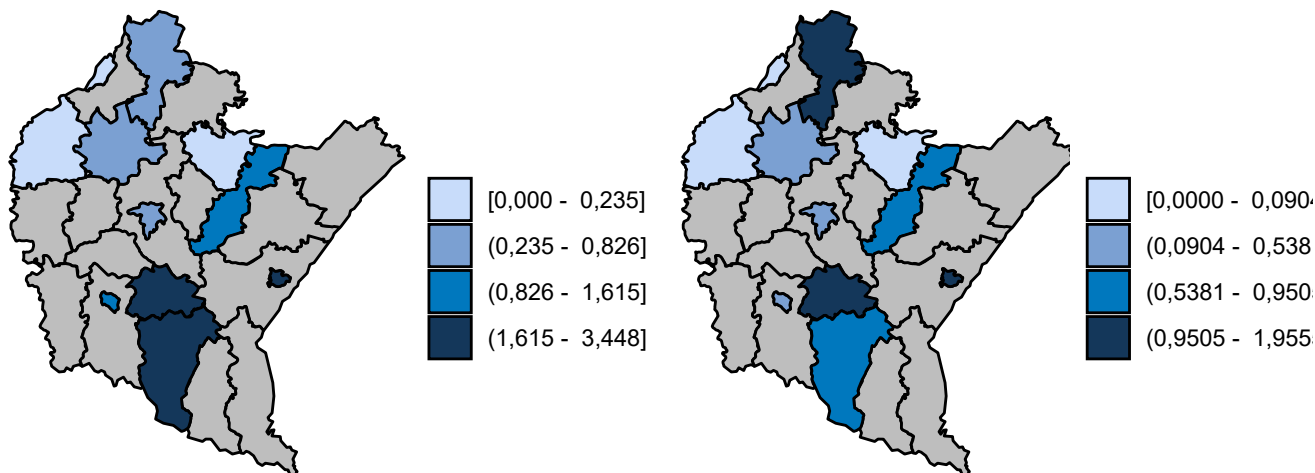 [0,000 - 0,235]
(0,235 - 0,826]
(0,826 - 1,615]
(1,615 - 3,448]
[0,0000 - 0,0904
(0,0904 - 0,538
(0,5381 - 0,950
(0,9505 - 1,955